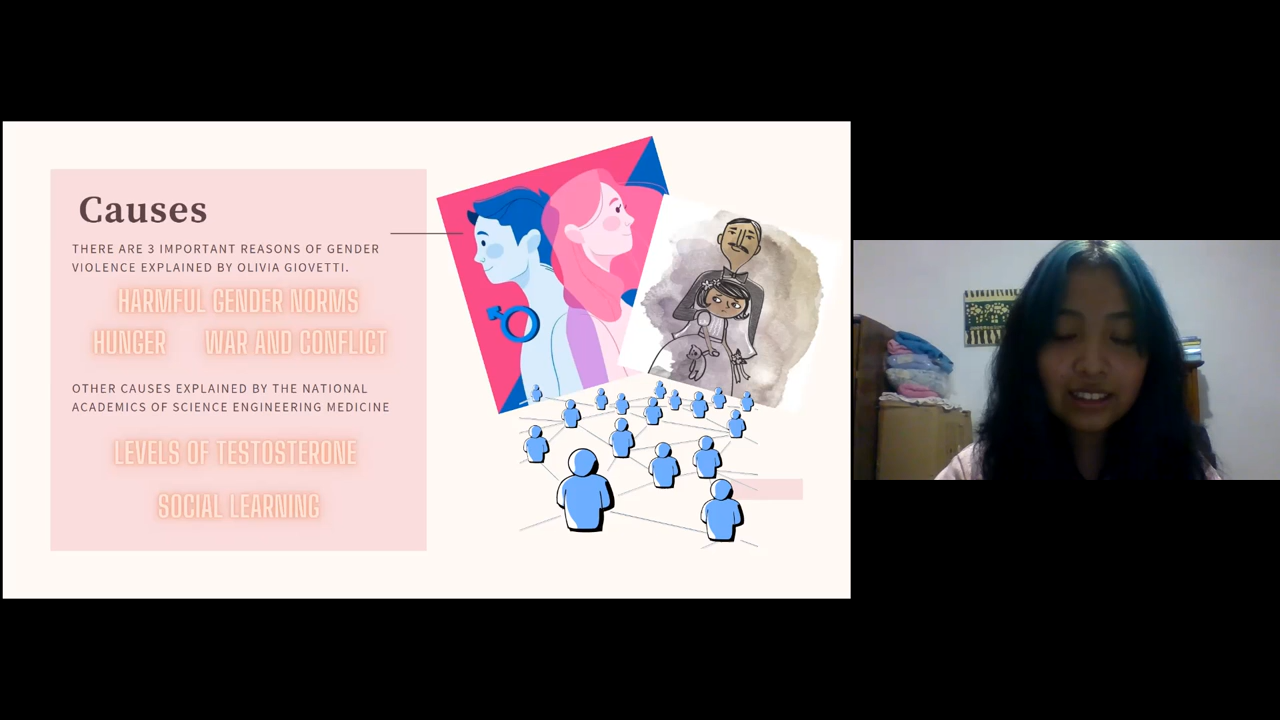 Causes
THERE ARE 3 IMPORTANT REASONS OF GENDER
VIOLENCE EXPLAINED BY OLIVIA GIOVETTI.
HARMFUL GENDER NORMS
HUNGER WAR AND CONFLICT
OTHER CAUSES EXPLAINED BY THE NATIONAL
ACADEMICS OF SCIENCE ENGINEERING MEDICINE
LEVELS OF TESTOSTERONE
SOCIAL LEARNING